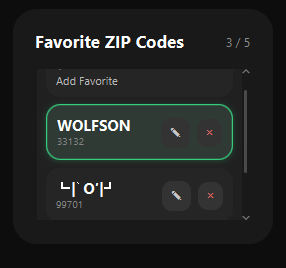 Favorite ZIP Codes
3 / 5
Add Favorite
WOLFSON
33132
┗|｀O′|┛
99701